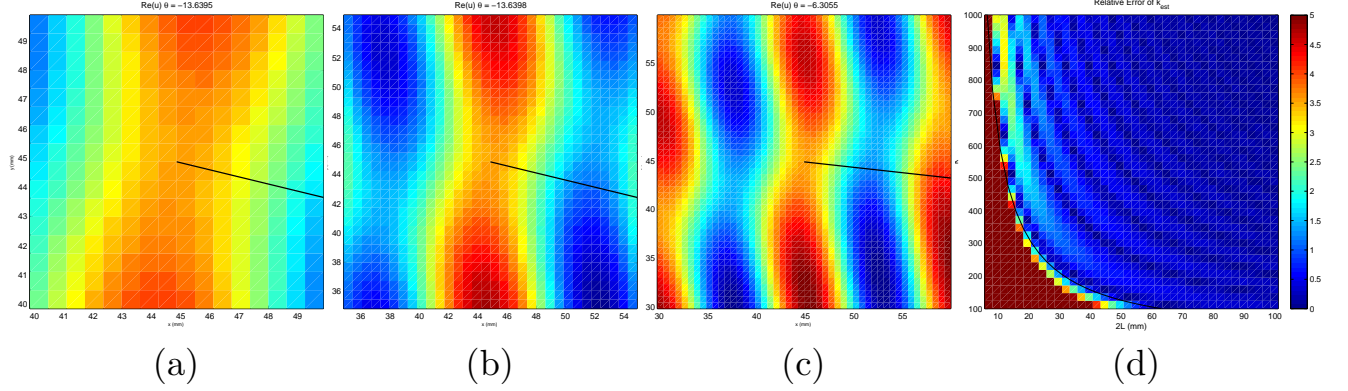 Re(u) θ = −13.6395
49
48
47
46
45
44
43
42
41
40
40 41 42 43 44 45 46 47 48 49
x (mm)
y (mm)
(a)
Re(u) θ = −13.6398
54
52
50
48
46
44
42
40
38
36
36 38 40 42 44 46 48 50 52 54
x (mm)
(b)
Re(u) θ = −6.3055
55
50
45
40
35
30
30 35 40 45 50 55
x (mm)
(c)
Relative Error of k_est
1000
900
800
700
600
500
400
300
200
100
10 20 30 40 50 60 70 80 90 100
2L (mm)
5
4.5
4
3.5
3
2.5
2
1.5
1
0.5
0
(d)